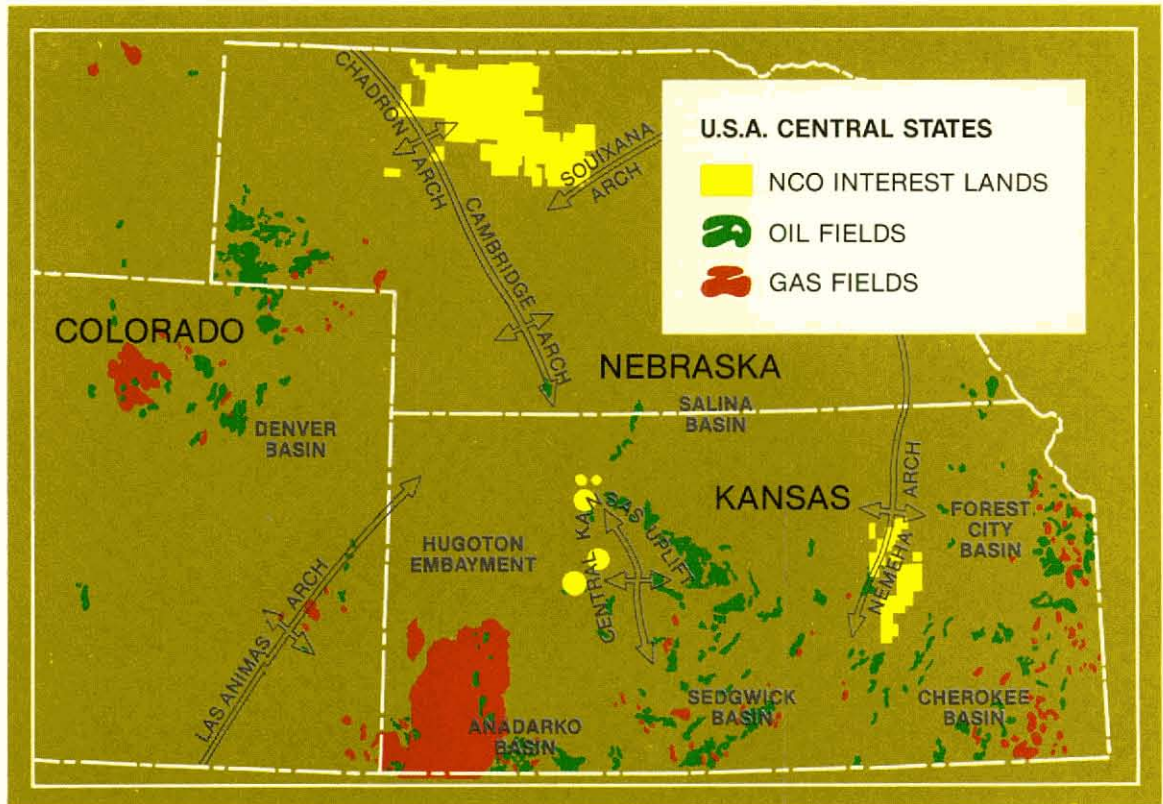 CHADRON ARCH
CAMBRIDGE ARCH
SOUIXANA
ARCH
U.S.A. CENTRAL STATES
NCO INTEREST LANDS
OIL FIELDS
GAS FIELDS
COLORADO
NEBRASKA
SALINA
BASIN
DENVER
BASIN
KANSAS
NEMEHA ARCH
FOREST
CITY
BASIN
HUGOTON
EMBAYMENT
CENTRAL KANZGAS UPLIFT
LAS ANIMAS ARCH
ANADARKO
BASIN
SEDGWICK
BASIN
CHEROKEE
BASIN